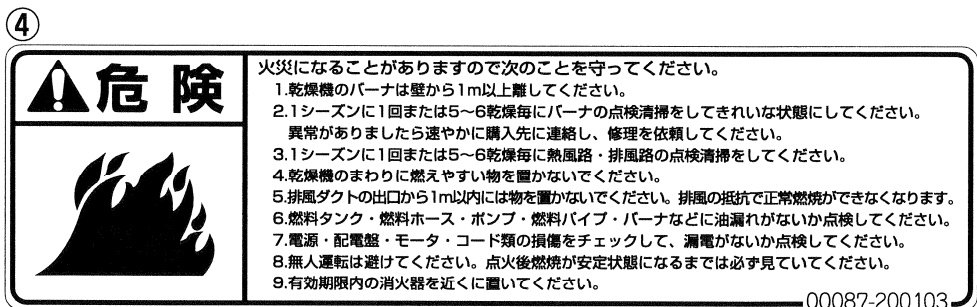 ④
危険
火災になることがありますので次のことを守ってください。
1.乾燥機のバーナは壁から1m以上離してください。
2.1シーズンに1回または5～6乾燥毎にバーナの点検清掃をしてきれいな状態にしてください。
異常がありましたら速やかに購入先に連絡し、修理を依頼してください。
3.1シーズンに1回または5～6乾燥毎に熱風路・排風路の点検清掃をしてください。
4.乾燥機のまわりに燃えやすい物を置かないでください。
5.排風ダクトの出口から1m以内には物を置かないでください。排風の抵抗で正常燃焼ができなくなります。
6.燃料タンク・燃料ホース・ポンプ・燃料パイプ・バーナなどに油漏れがないか点検してください。
7.電源・配電盤・モータ・コード類の損傷をチェックして、漏電がないか点検してください。
8.無人運転は避けてください。点火後燃焼が安定状態になるまでは必ず見ていてください。
9.有効期限内の消火器を近くに置いてください。
00087-200103